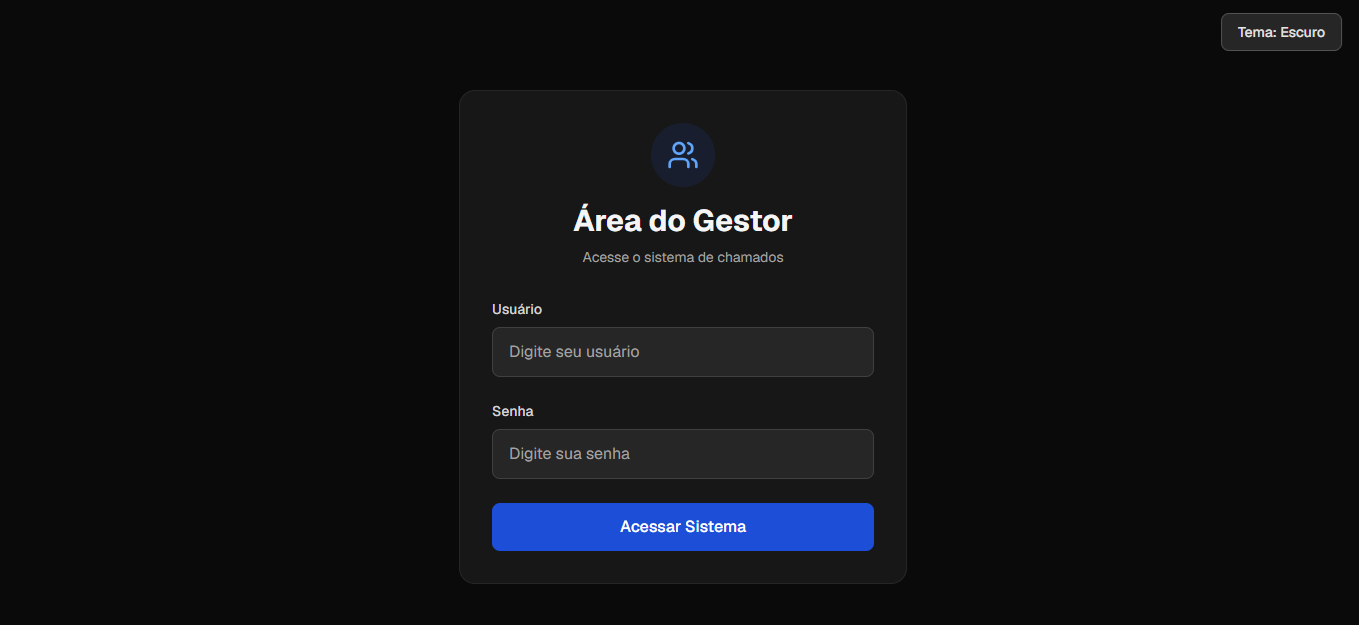 Tema: Escuro
Área do Gestor
Acesse o sistema de chamados
Usuário
Digite seu usuário
Senha
Digite sua senha
Acessar Sistema